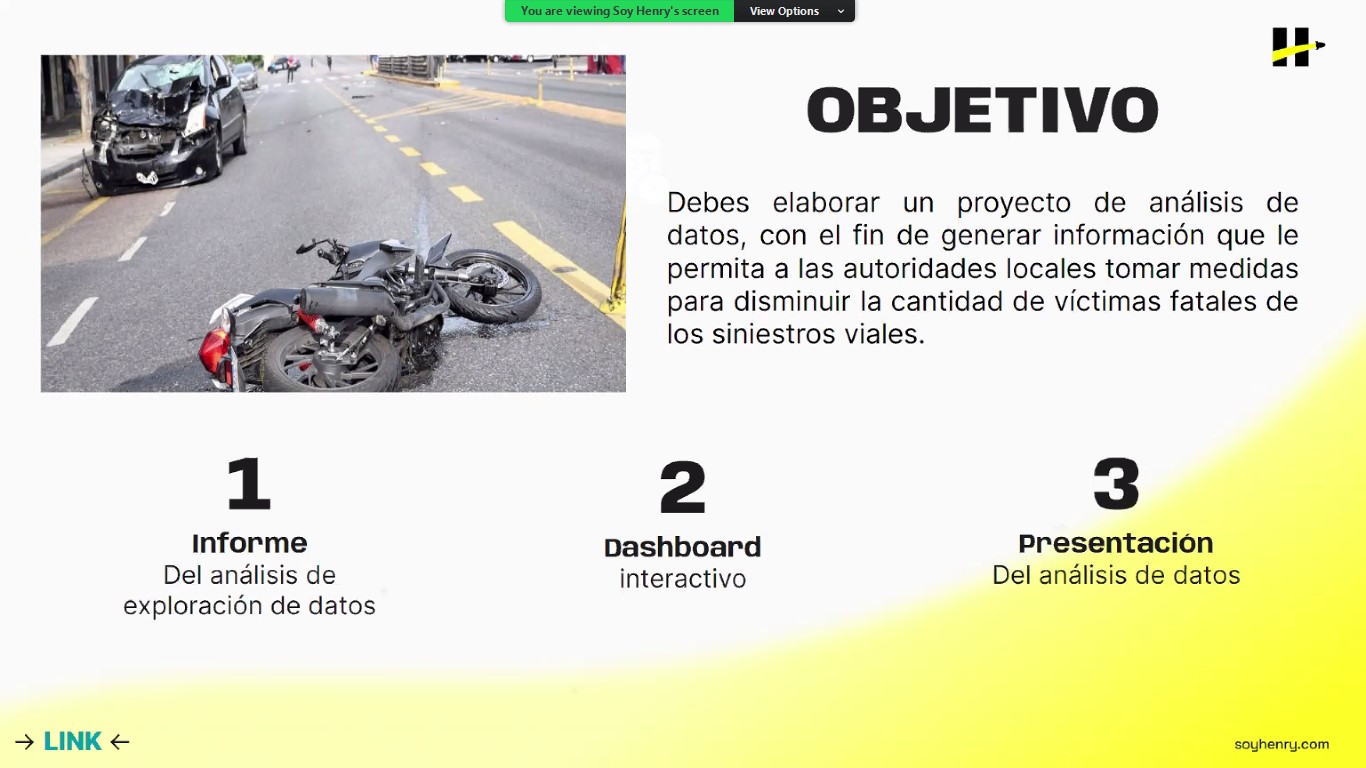 You are viewing Soy Henry's screen
View Options
OBJETIVO
Debes elaborar un proyecto de análisis de
datos, con el fin de generar información que le
permita a las autoridades locales tomar medidas
para disminuir la cantidad de víctimas fatales de
los siniestros viales.
1
Informe
Del análisis de
exploración de datos
2
Dashboard
interactivo
3
Presentación
Del análisis de datos
→ LINK ←
soyhenry.com